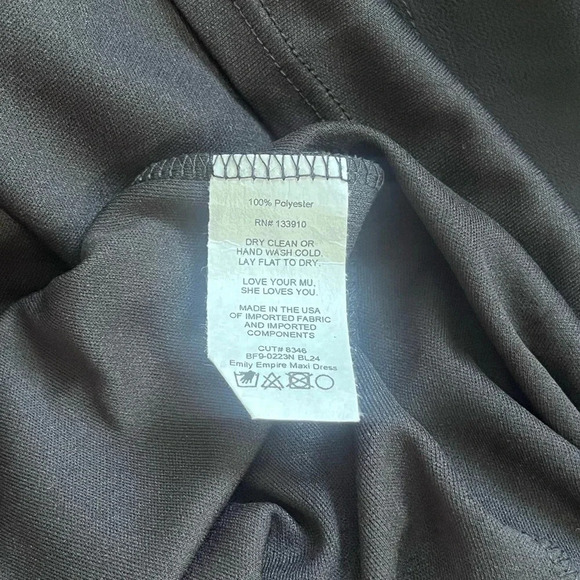 100% Polyester
RN# 133910
DRY CLEAN OR
HAND WASH COLD.
LAY FLAT TO DRY.
LOVE YOUR MU,
SHE LOVES YOU.
MADE IN THE USA
OF IMPORTED FABRIC
AND IMPORTED
COMPONENTS
CUT# 6346
BF9-0223N BL24
Emily Empire Maxi Dress